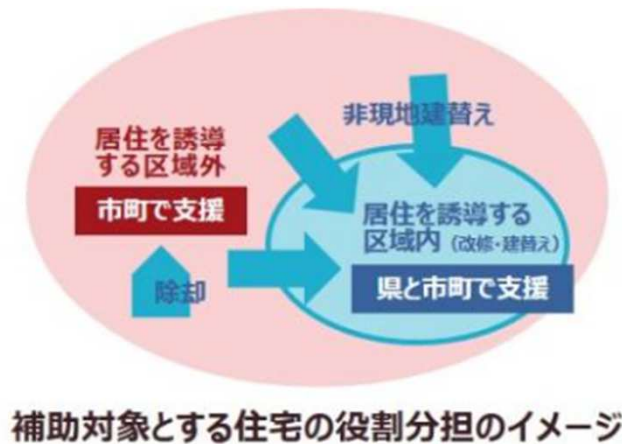 非現地建替え
居住を誘導
する区域外
市町で支援
居住を誘導する
区域内（改修・建替え）
県と市町で支援
除却
補助対象とする住宅の役割分担のイメージ